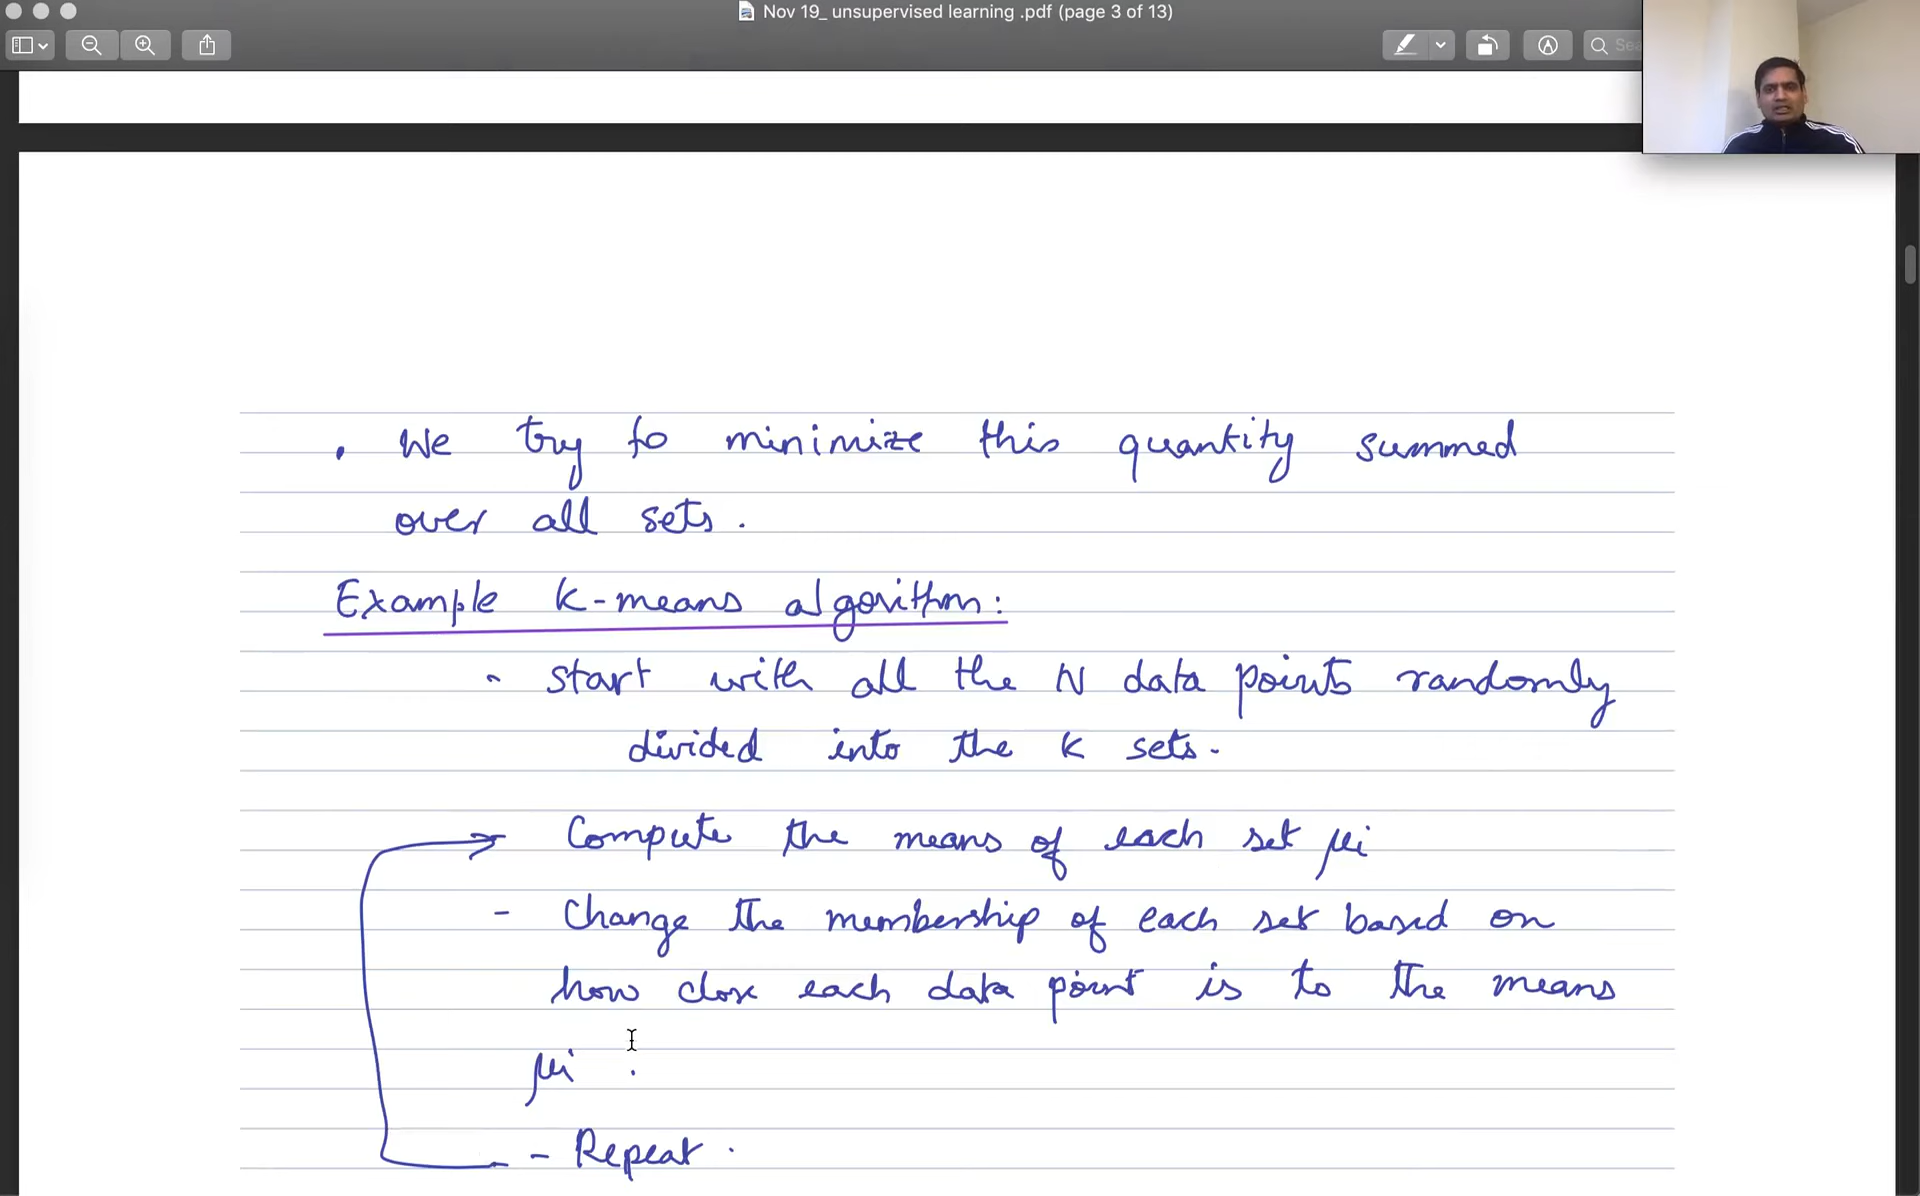 Nov 19_ unsupervised learning .pdf (page 3 of 13)
Sea
. We try to minimize this quantity summed
over all sets.
Example K-means algorithm:
- start with all the N data points randomly
divided into the K sets.
Compute the means of each set μi
- Change the membership of each set based on
how close each data point is to the means
μi .
- Repeat .